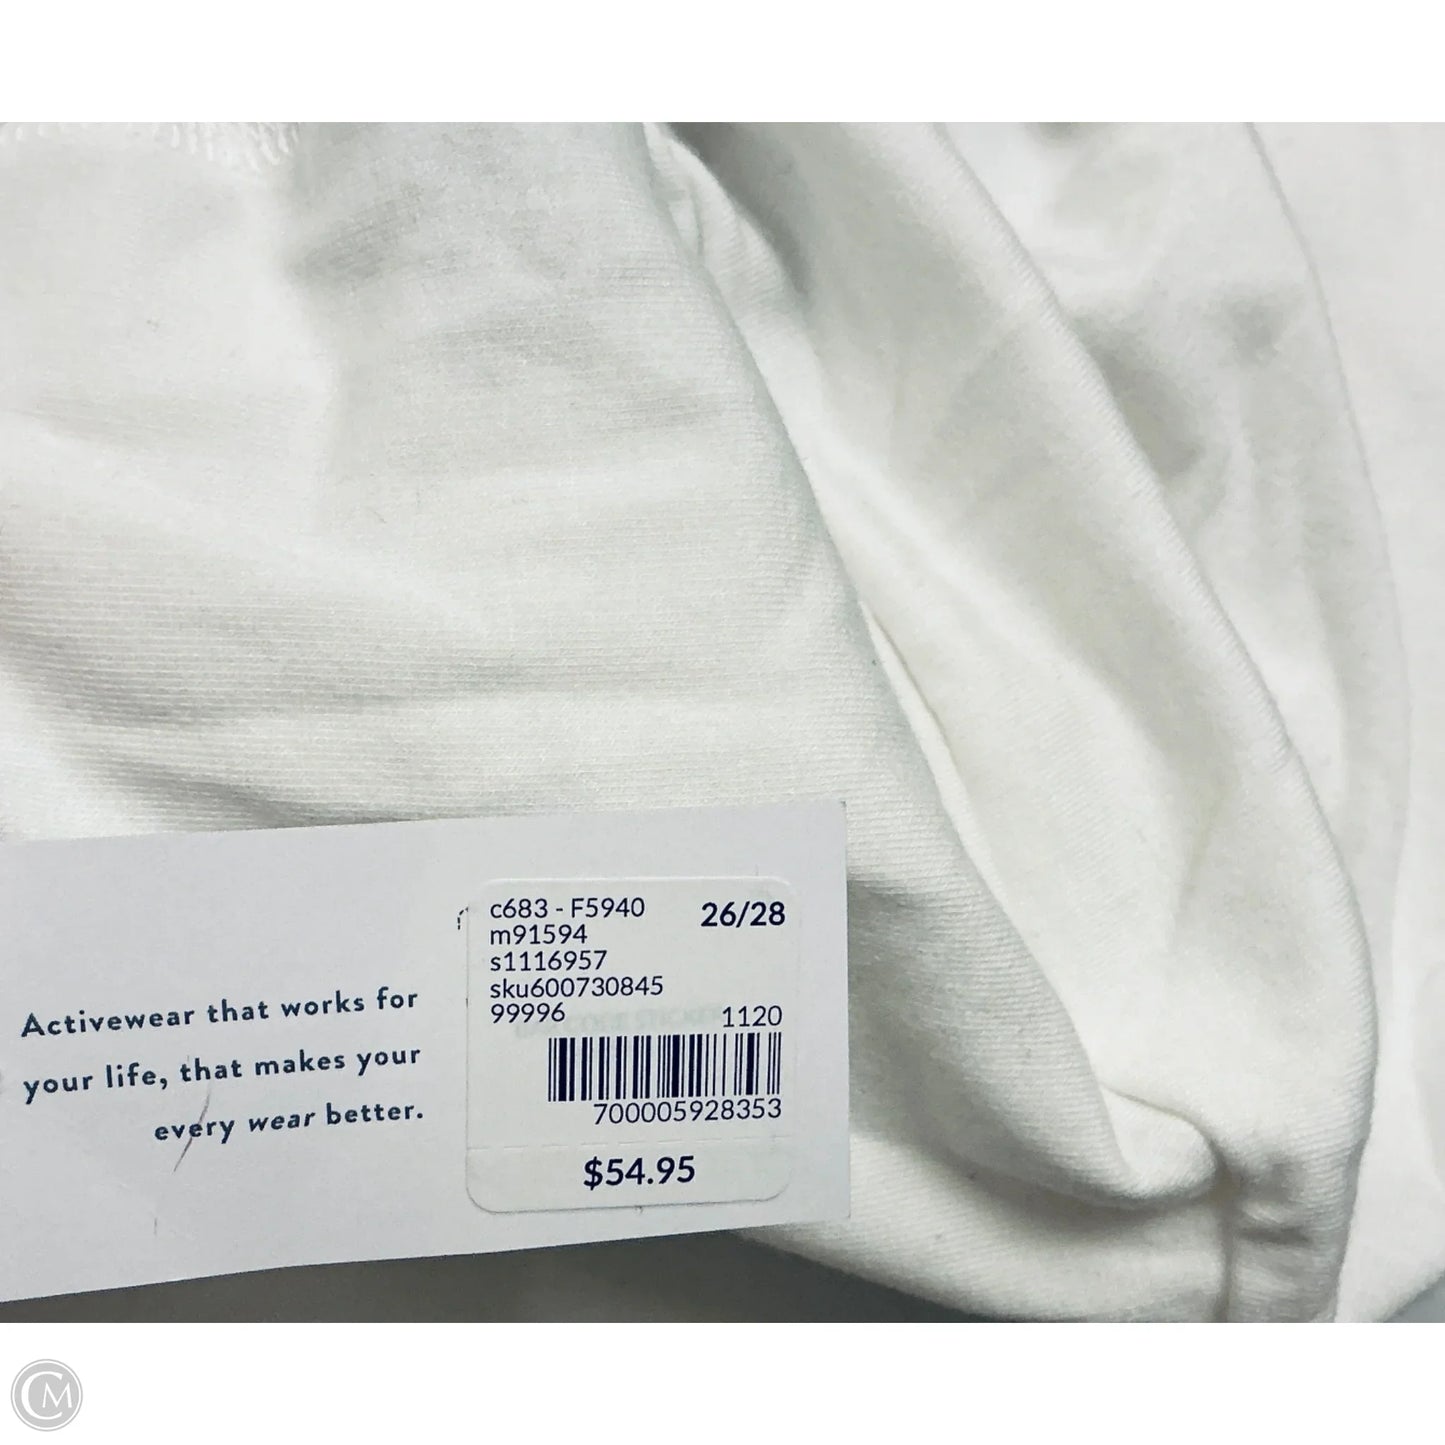 Activewear that works for
your life, that makes your
every wear better.
c683 - F5940
26/28
m91594
s1116957
sku600730845
99996
1120
700005928353
$54.95
CM